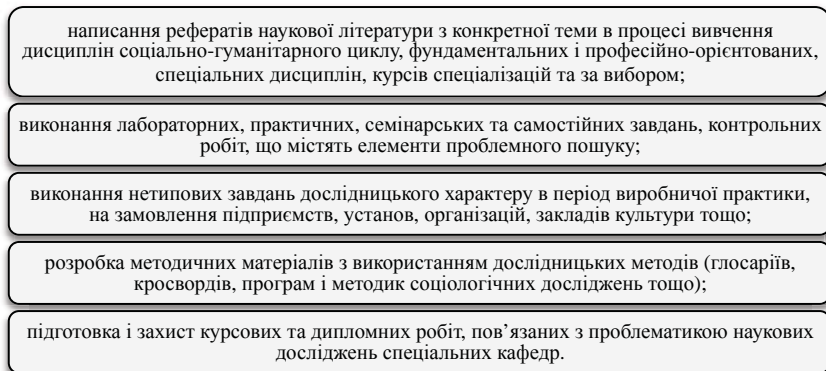 написання рефератів наукової літератури з конкретної теми в процесі вивчення
дисциплін соціально-гуманітарного циклу, фундаментальних і професійно-орієнтованих,
спеціальних дисциплін, курсів спеціалізацій та за вибором;
виконання лабораторних, практичних, семінарських та самостійних завдань, контрольних
робіт, що містять елементи проблемного пошуку;
виконання нетипових завдань дослідницького характеру в період виробничої практики,
на замовлення підприємств, установ, організацій, закладів культури тощо;
розробка методичних матеріалів з використанням дослідницьких методів (глосаріїв,
кросвордів, програм і методик соціологічних досліджень тощо);
підготовка і захист курсових та дипломних робіт, пов’язаних з проблематикою наукових
досліджень спеціальних кафедр.